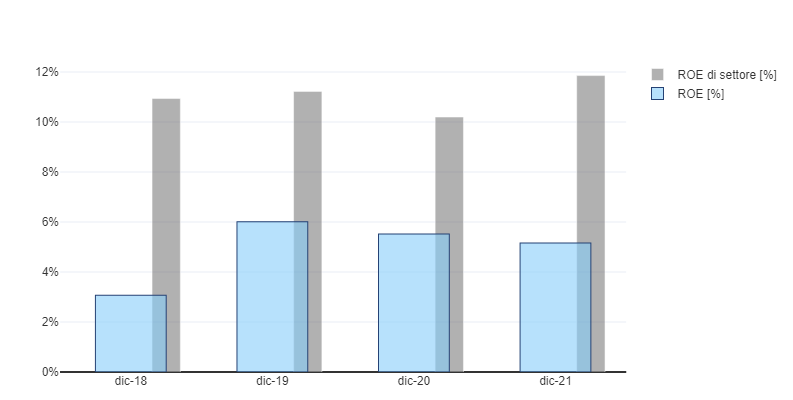 12%
10%
8%
6%
4%
2%
0%
dic-18
dic-19
dic-20
dic-21
ROE di settore [%]
ROE [%]